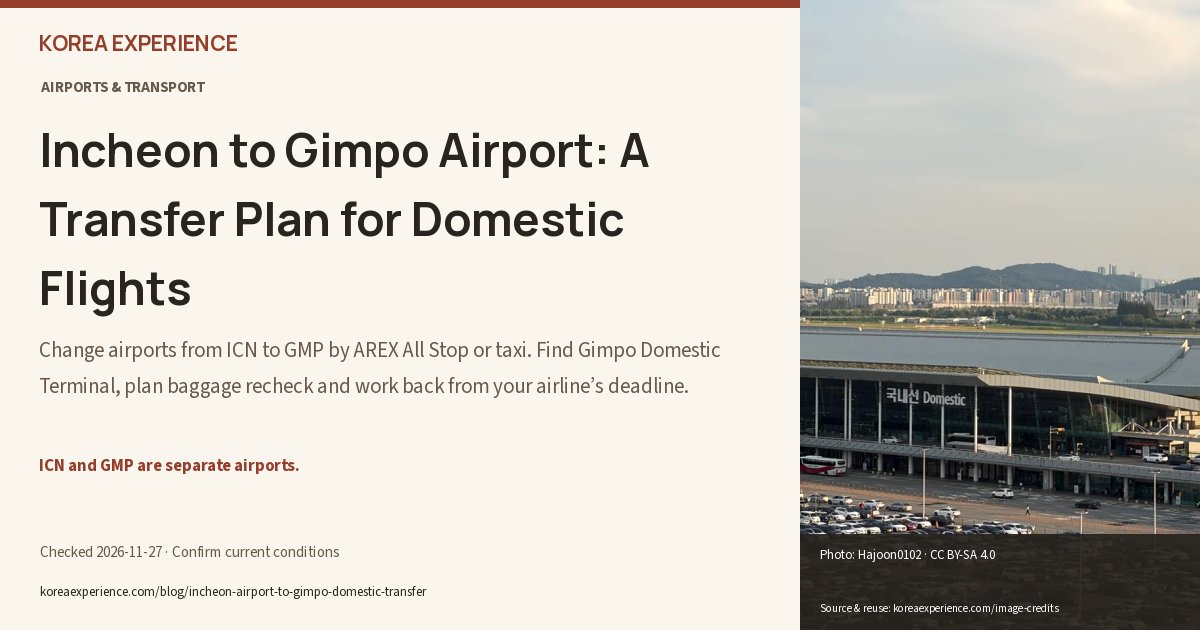 KOREA EXPERIENCE
AIRPORTS & TRANSPORT
Incheon to Gimpo Airport: A
Transfer Plan for Domestic
Flights
Change airports from ICN to GMP by AREX All Stop or taxi. Find Gimpo Domestic
Terminal, plan baggage recheck and work back from your airline’s deadline.
ICN and GMP are separate airports.
Checked 2026-11-27 · Confirm current conditions
koreaexperience.com/blog/incheon-airport-to-gimpo-domestic-transfer
국내선 Domestic
Photo: Hajoon0102 · CC BY-SA 4.0
Source & reuse: koreaexperience.com/image-credits